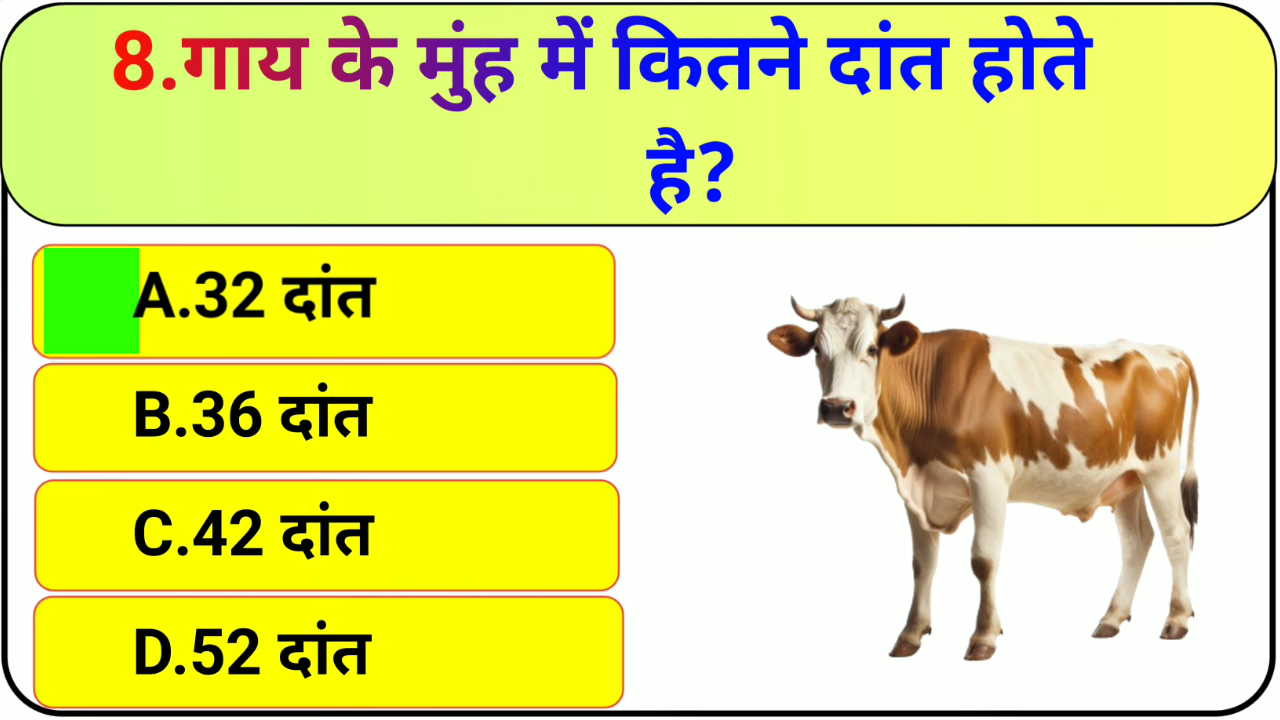 8.गाय के मुंह में कितने दांत होते
है?
A.32 दांत
B.36 दांत
C.42 दांत
D.52 दांत